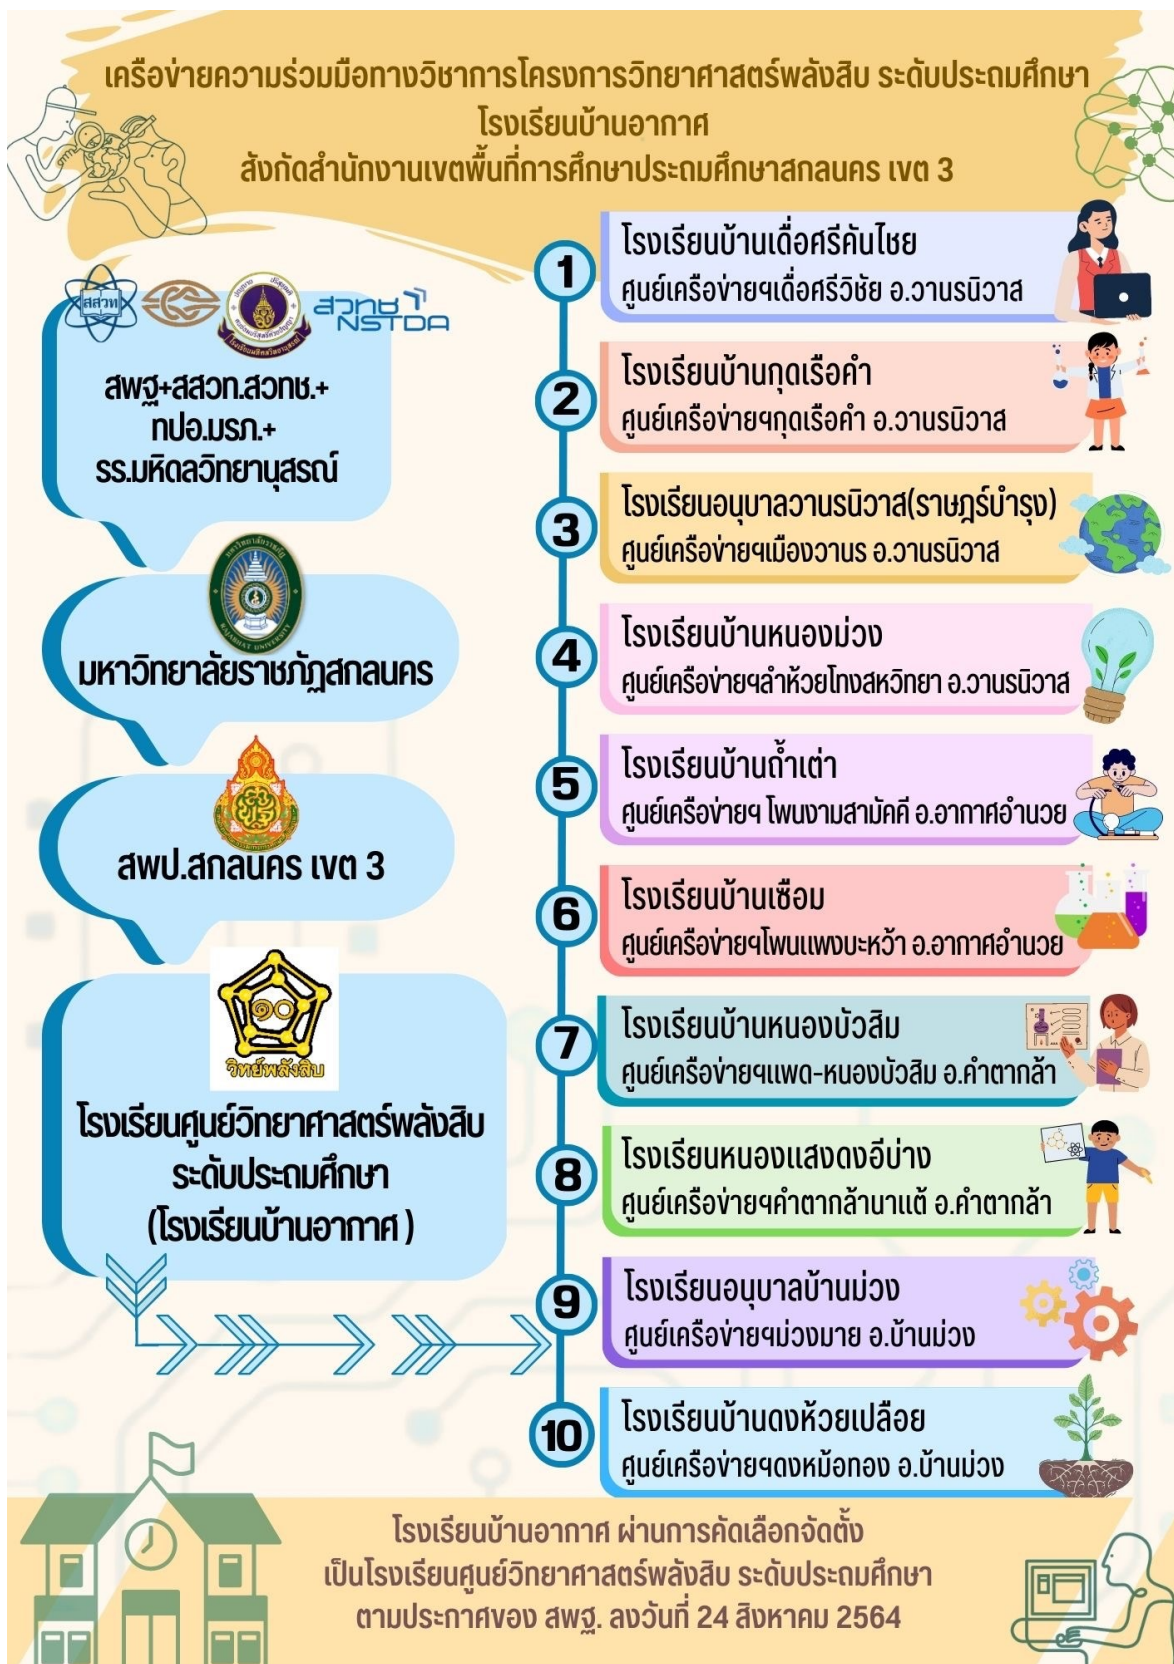 เครือข่ายความร่วมมือทางวิชาการโครงการวิทยาศาสตร์พลังสิบ ระดับประถมศึกษา
โรงเรียนบ้านอากาศ
สังกัดสำนักงานเขตพื้นที่การศึกษาประถมศึกษาสกลนคร เขต 3
สสวท
สวทช
NSTDA
สพฐ+สสวท.สวทช.+
ทปอ.มรภ.+
รร.มหิดลวิทยานุสรณ์
มหาวิทยาลัยราชภัฏ
RAJABHAT UNIVERSITY
มหาวิทยาลัยราชภัฏสกลนคร
สพป.สกลนคร เขต 3
๑๐
วิทย์พลังสิบ
โรงเรียนศูนย์วิทยาศาสตร์พลังสิบ
ระดับประถมศึกษา
(โรงเรียนบ้านอากาศ )
1
โรงเรียนบ้านเดื่อศรีคันไชย
ศูนย์เครือข่ายฯเดื่อศรีวิชัย อ.วานรนิวาส
2
โรงเรียนบ้านกุดเรือคำ
ศูนย์เครือข่ายฯกุดเรือคำ อ.วานรนิวาส
3
โรงเรียนอนุบาลวานรนิวาส(ราษฎร์บำรุง)
ศูนย์เครือข่ายฯเมืองวานร อ.วานรนิวาส
4
โรงเรียนบ้านหนองม่วง
ศูนย์เครือข่ายฯลำห้วยโทงสหวิทยา อ.วานรนิวาส
5
โรงเรียนบ้านถ้ำเต่า
ศูนย์เครือข่ายฯ โพนงามสามัคคี อ.อากาศอำนวย
6
โรงเรียนบ้านเซือม
ศูนย์เครือข่ายฯโพนแพงบะหว้า อ.อากาศอำนวย
7
โรงเรียนบ้านหนองบัวสิม
ศูนย์เครือข่ายฯแพด-หนองบัวสิม อ.คำตากล้า
8
โรงเรียนหนองแสงดงอีบ่าง
ศูนย์เครือข่ายฯคำตากล้านาแต้ อ.คำตากล้า
9
โรงเรียนอนุบาลบ้านม่วง
ศูนย์เครือข่ายฯม่วงมาย อ.บ้านม่วง
10
โรงเรียนบ้านดงห้วยเปลือย
ศูนย์เครือข่ายฯดงหม้อทอง อ.บ้านม่วง
โรงเรียนบ้านอากาศ ผ่านการคัดเลือกจัดตั้ง
เป็นโรงเรียนศูนย์วิทยาศาสตร์พลังสิบ ระดับประถมศึกษา
ตามประกาศของ สพฐ. ลงวันที่ 24 สิงหาคม 2564